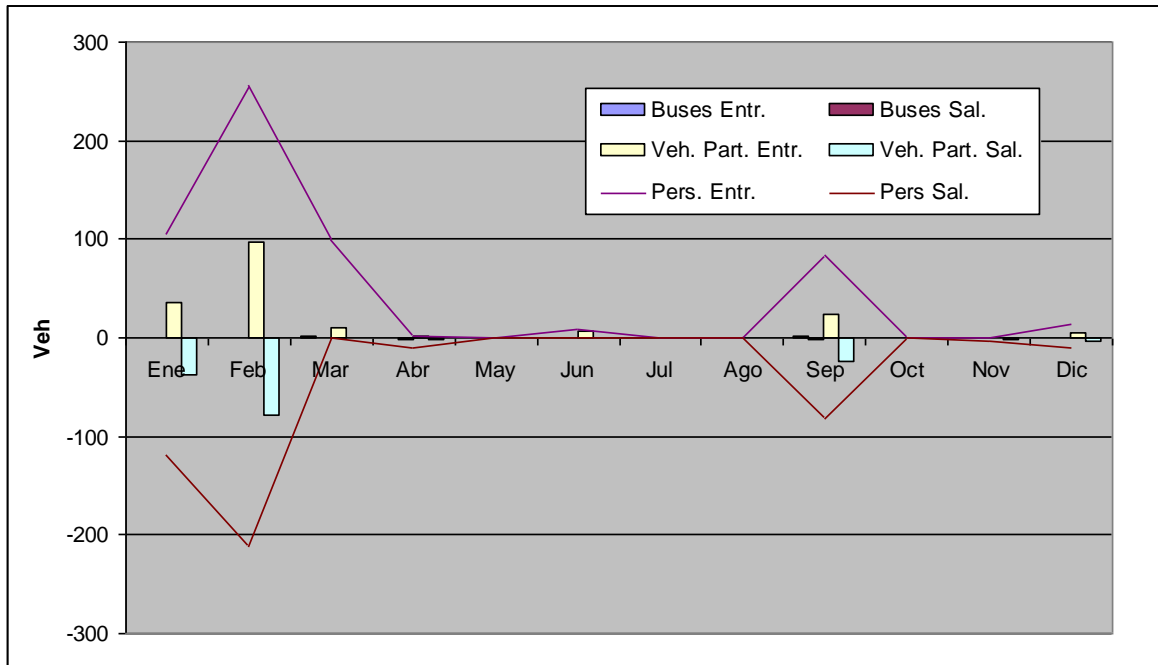 300
200
100
0
-100
-200
-300
Veh
Buses Entr. Buses Sal.
Veh. Part. Entr. Veh. Part. Sal.
Pers. Entr. Pers Sal.
Ene Feb Mar Abr May Jun Jul Ago Sep Oct Nov Dic